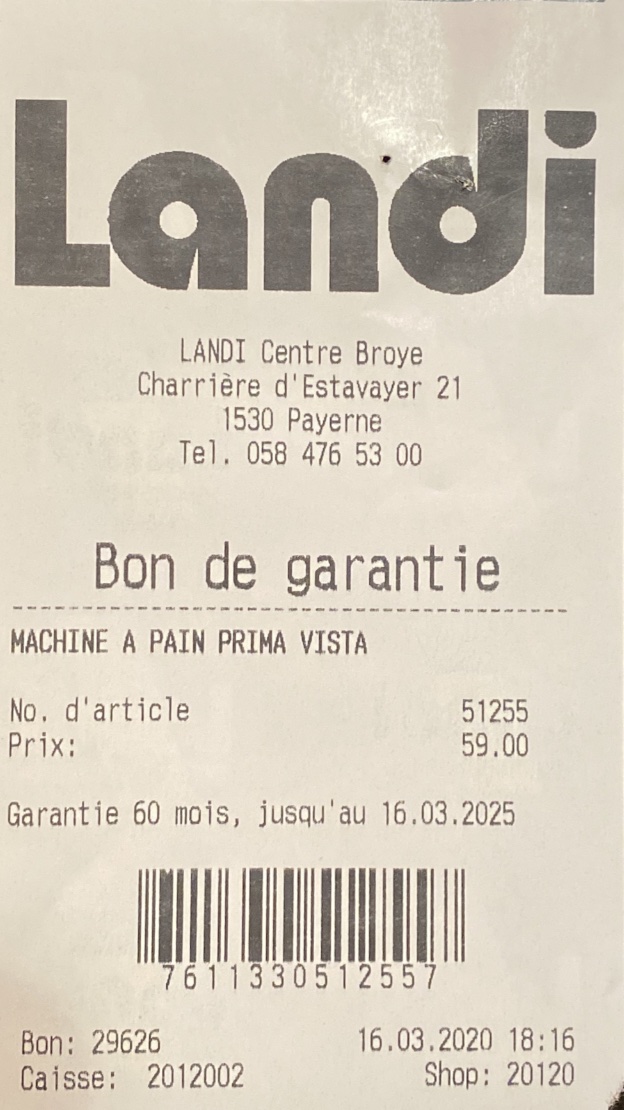 Landi
LANDI Centre Broye
Charrière d'Estavayer 21
1530 Payerne
Tel. 058 476 53 00
Bon de garantie
MACHINE A PAIN PRIMA VISTA
No. d'article 51255
Prix: 59.00
Garantie 60 mois, jusqu'au 16.03.2025
7611330512557
Bon: 29626 16.03.2020 18:16
Caisse: 2012002 Shop: 20120